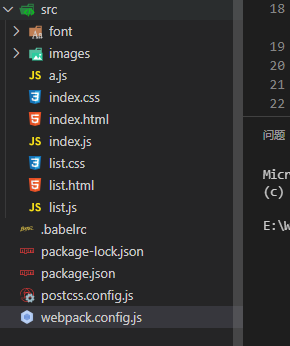 src
font
images
JS a.js
index.css
index.html
JS index.js
list.css
list.html
JS list.js
.babelrc
package-lock.json
package.json
postcss.config.js
webpack.config.js
18
19
20
21
22
问题
Micr
(c)
E:\W